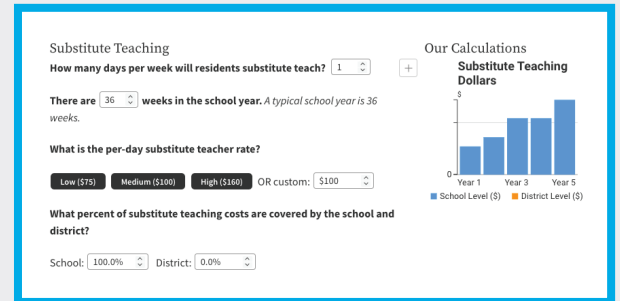 Substitute Teaching
How many days per week will residents substitute teach? 1
+
There are 36 weeks in the school year. A typical school year is 36
weeks.
What is the per-day substitute teacher rate?
Low ($75) Medium ($100) High ($160) OR custom: $100
What percent of substitute teaching costs are covered by the school and
district?
School: 100.0% District: 0.0%
Our Calculations
Substitute Teaching
Dollars
$
0
Year 1 Year 3 Year 5
School Level ($) District Level ($)